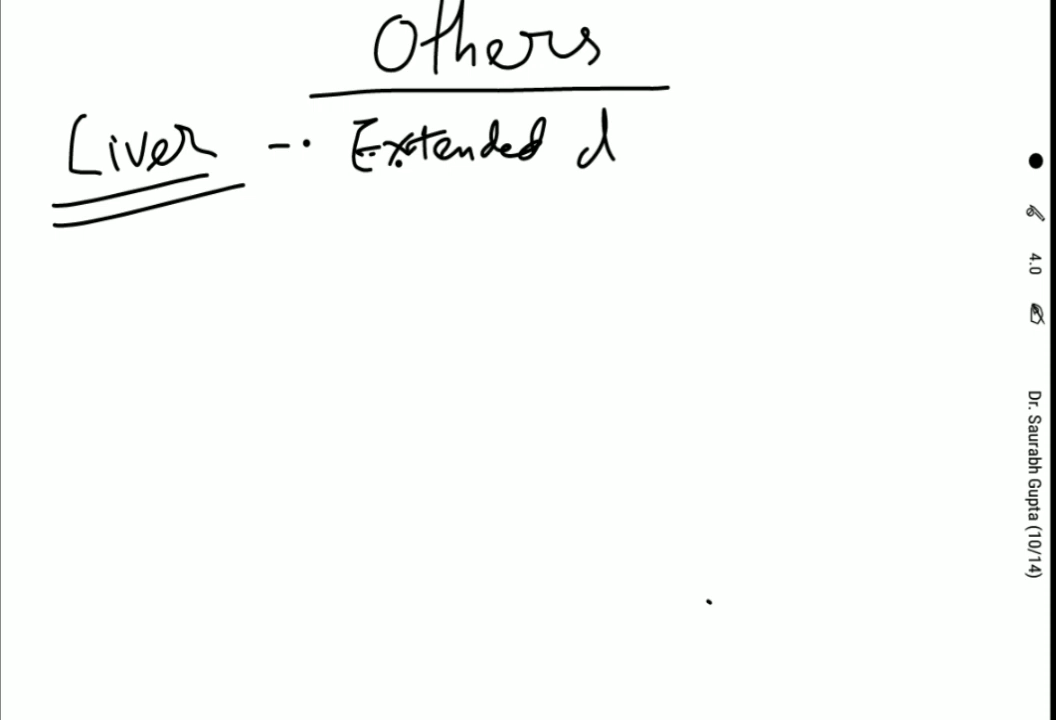 Others
Liver -· Extended d
4.0
Dr. Saurabh Gupta (10/14)